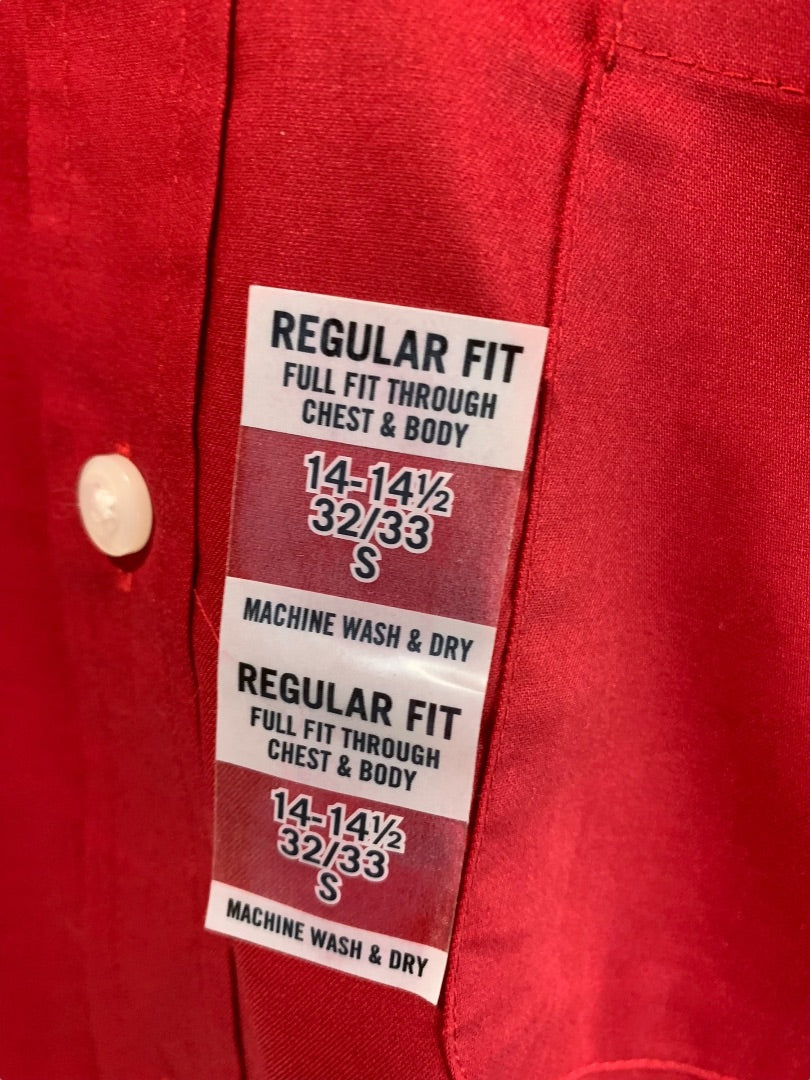 REGULAR FIT
FULL FIT THROUGH
CHEST & BODY
14-14½
32/33
S
MACHINE WASH & DRY
REGULAR FIT
FULL FIT THROUGH
CHEST & BODY
14-14½
32/33
S
MACHINE WASH & DRY